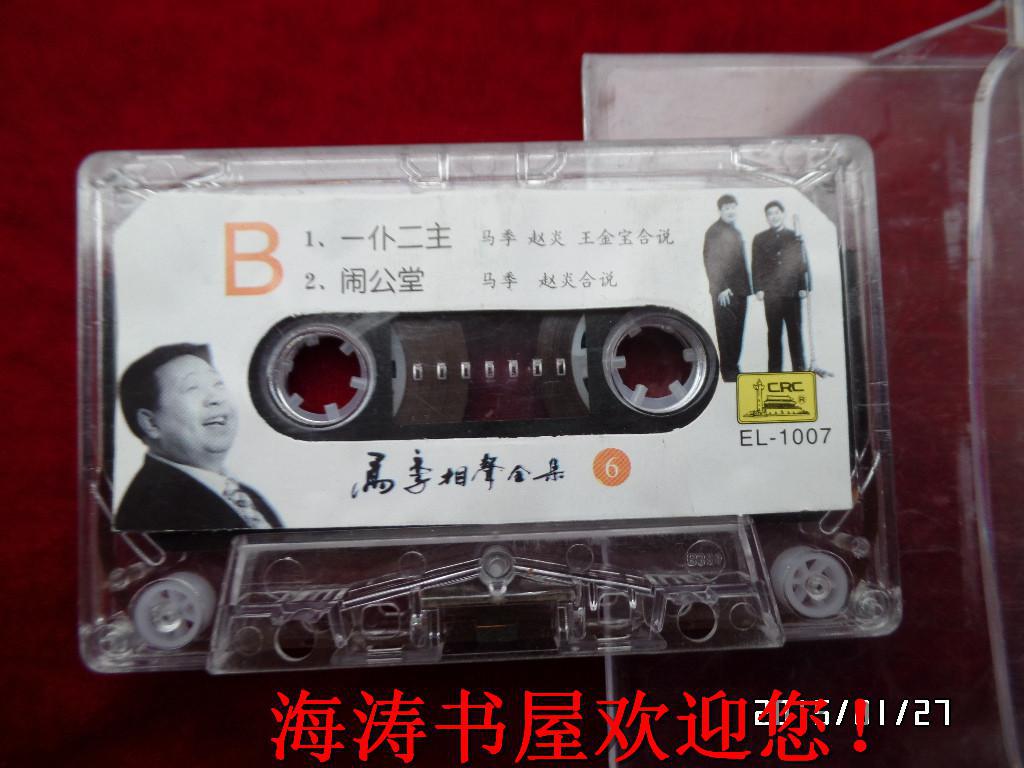 B
1、一仆二主 马季 赵炎 王金宝合说
2、闹公堂 马季 赵炎合说
CRC
R
EL-1007
马季相声全集 6
海涛书屋欢迎您！
/01/27